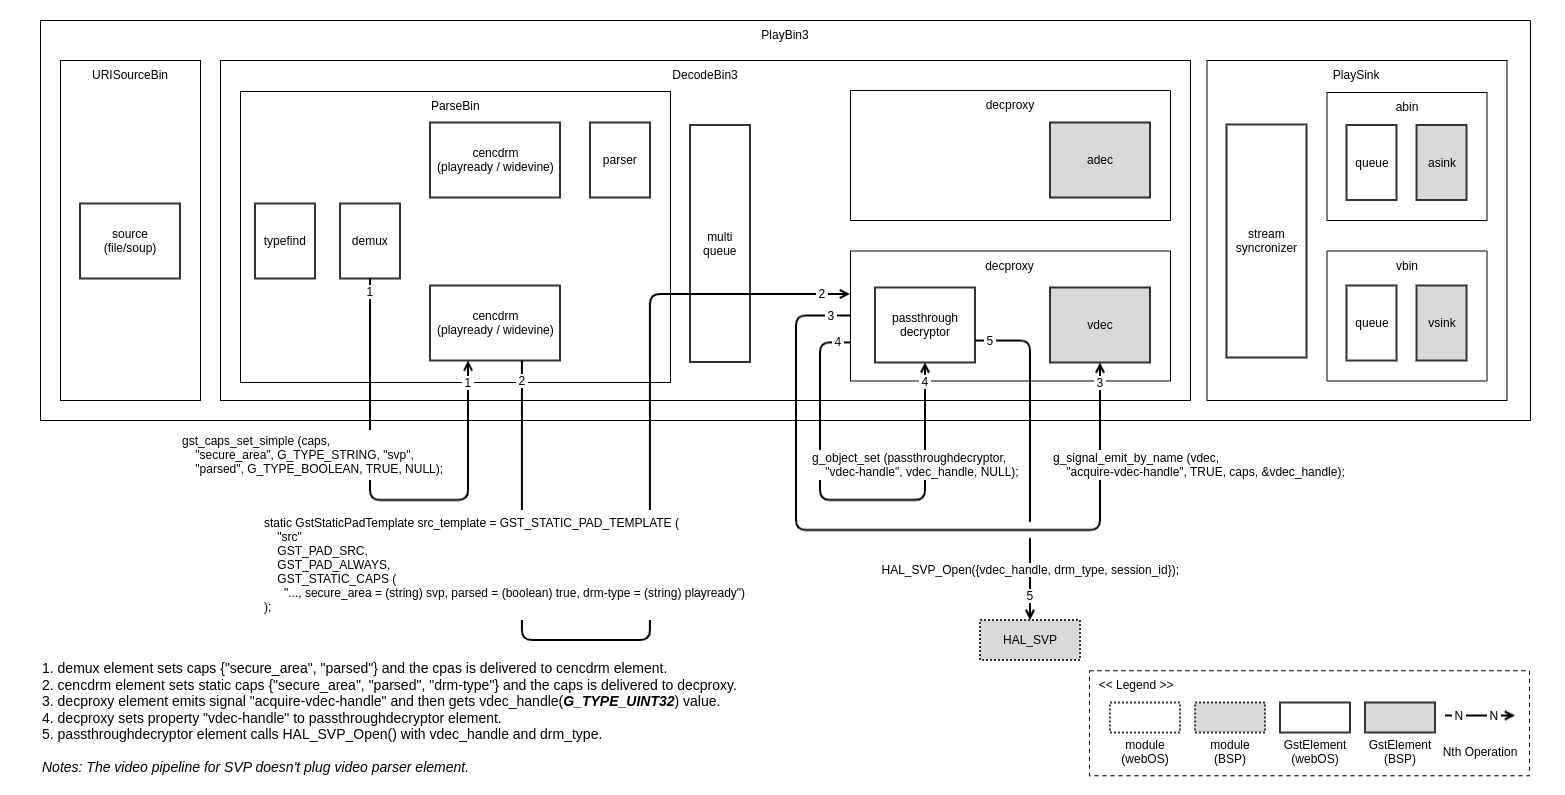 PlayBin3
URISourceBin
source
(file/soup)
DecodeBin3
ParseBin
typefind
demux
cencdrm
(playready / widevine)
parser
cencdrm
(playready / widevine)
multi
queue
decproxy
adec
decproxy
passthrough
decryptor
vdec
PlaySink
stream
syncronizer
abin
queue
asink
vbin
queue
vsink
1
1
2
2
3
4
5
4
3
gst_caps_set_simple (caps,
"secure_area", G_TYPE_STRING, "svp",
"parsed", G_TYPE_BOOLEAN, TRUE, NULL);
g_object_set (passthroughdecryptor,
"vdec-handle", vdec_handle, NULL);
g_signal_emit_by_name (vdec,
"acquire-vdec-handle", TRUE, caps, &vdec_handle);
static GstStaticPadTemplate src_template = GST_STATIC_PAD_TEMPLATE (
"src"
GST_PAD_SRC,
GST_PAD_ALWAYS,
GST_STATIC_CAPS (
"..., secure_area = (string) svp, parsed = (boolean) true, drm-type = (string) playready")
);
HAL_SVP_Open({vdec_handle, drm_type, session_id});
5
HAL_SVP
1. demux element sets caps {"secure_area", "parsed"} and the cpas is delivered to cencdrm element.
2. cencdrm element sets static caps {"secure_area", "parsed", "drm-type"} and the caps is delivered to decproxy.
3. decproxy element emits signal "acquire-vdec-handle" and then gets vdec_handle(G_TYPE_UINT32) value.
4. decproxy sets property "vdec-handle" to passthroughdecryptor element.
5. passthroughdecryptor element calls HAL_SVP_Open() with vdec_handle and drm_type.
Notes: The video pipeline for SVP doesn't plug video parser element.
<< Legend >>
module
(webOS)
module
(BSP)
GstElement
(webOS)
GstElement
(BSP)
N
N
Nth Operation